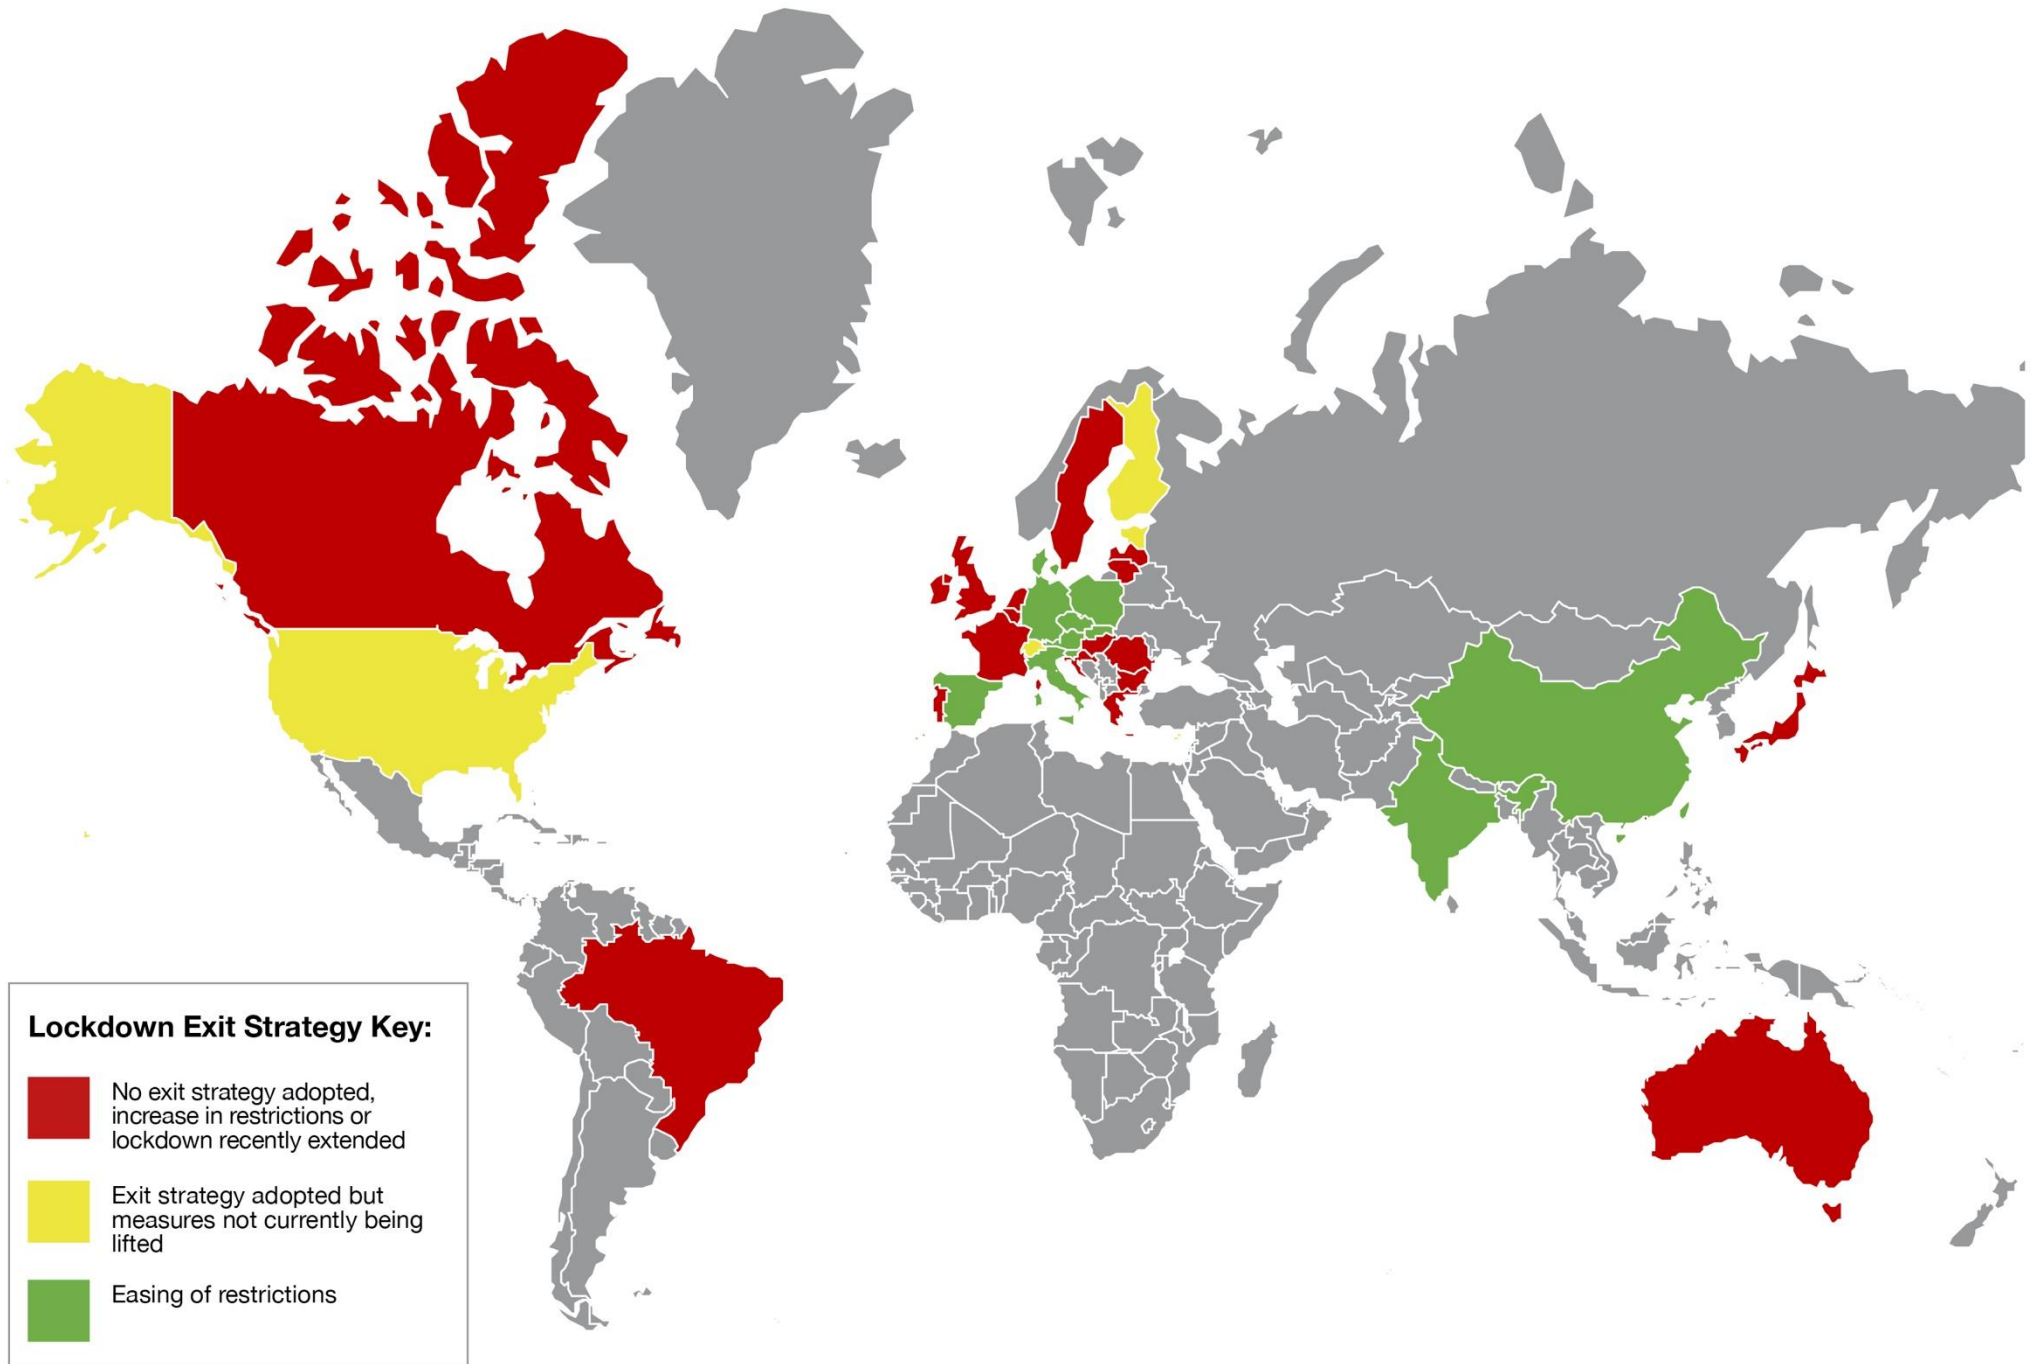 Lockdown Exit Strategy Key:
No exit strategy adopted,
increase in restrictions or
lockdown recently extended
Exit strategy adopted but
measures not currently being
lifted
Easing of restrictions